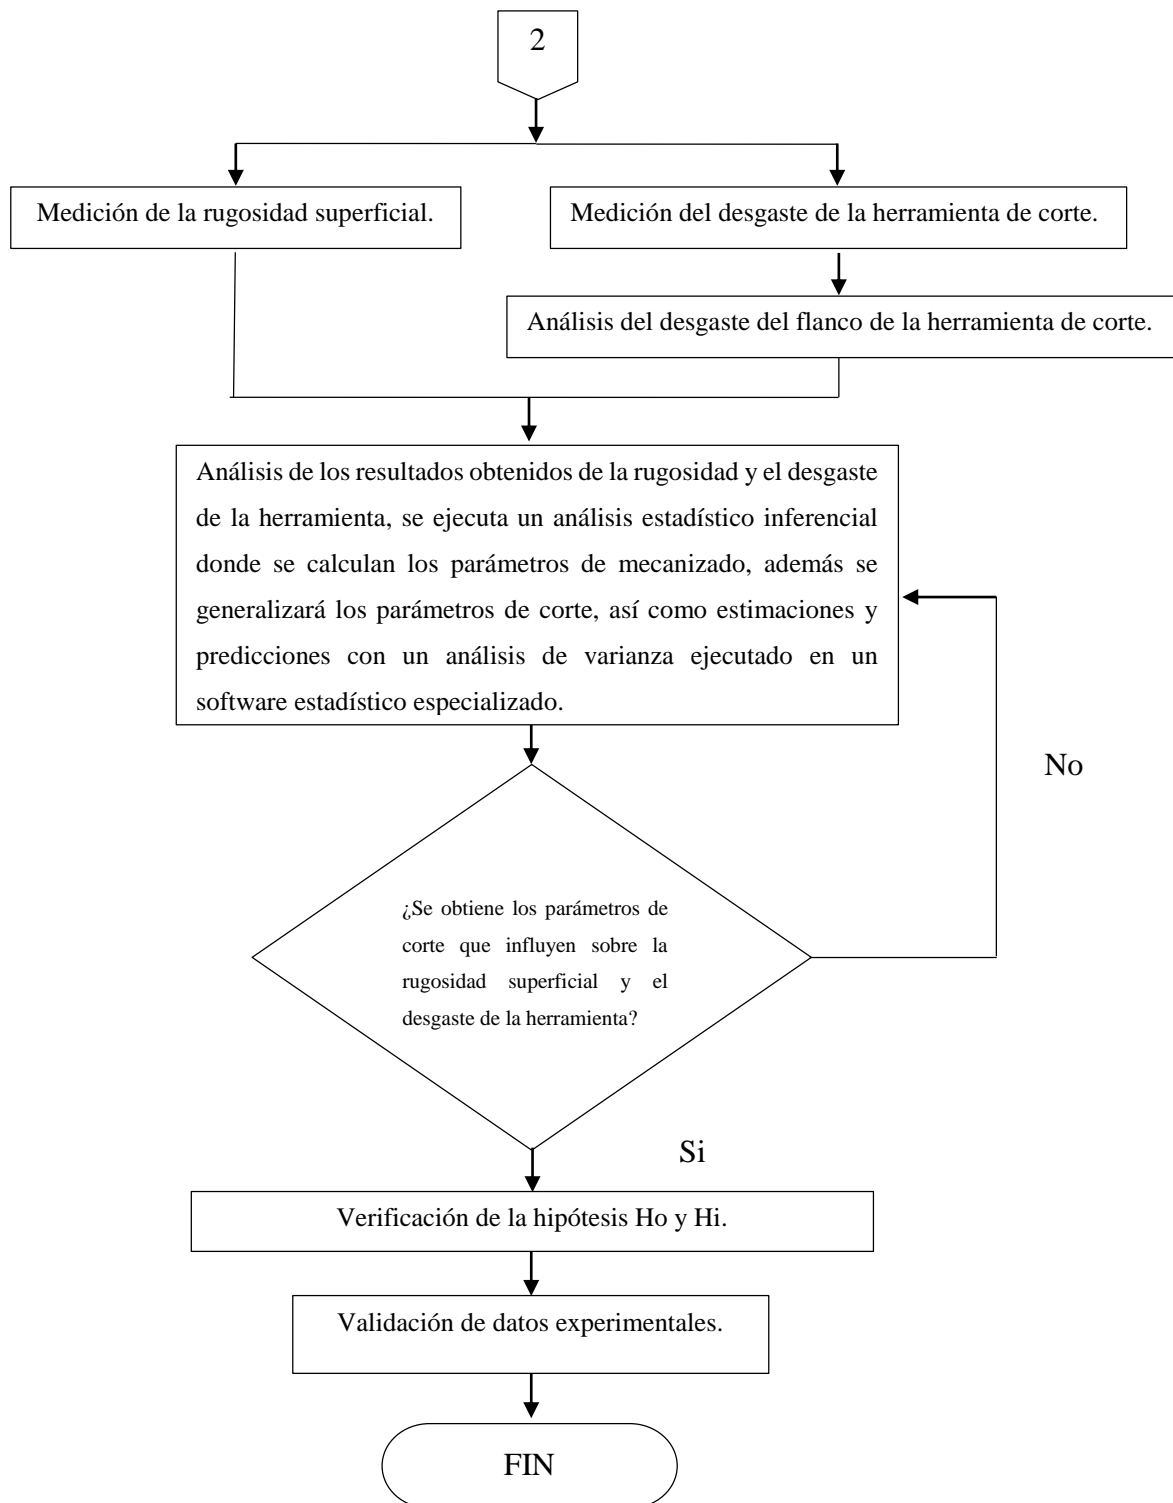 2
Medición de la rugosidad superficial.
Medición del desgaste de la herramienta de corte.
Análisis del desgaste del flanco de la herramienta de corte.
Análisis de los resultados obtenidos de la rugosidad y el desgaste
de la herramienta, se ejecuta un análisis estadístico inferencial
donde se calculan los parámetros de mecanizado, además se
generalizará los parámetros de corte, así como estimaciones y
predicciones con un análisis de varianza ejecutado en un
software estadístico especializado.
No
¿Se obtiene los parámetros de
corte que influyen sobre la
rugosidad superficial y el
desgaste de la herramienta?
Si
Verificación de la hipótesis Ho y Hi.
Validación de datos experimentales.
FIN